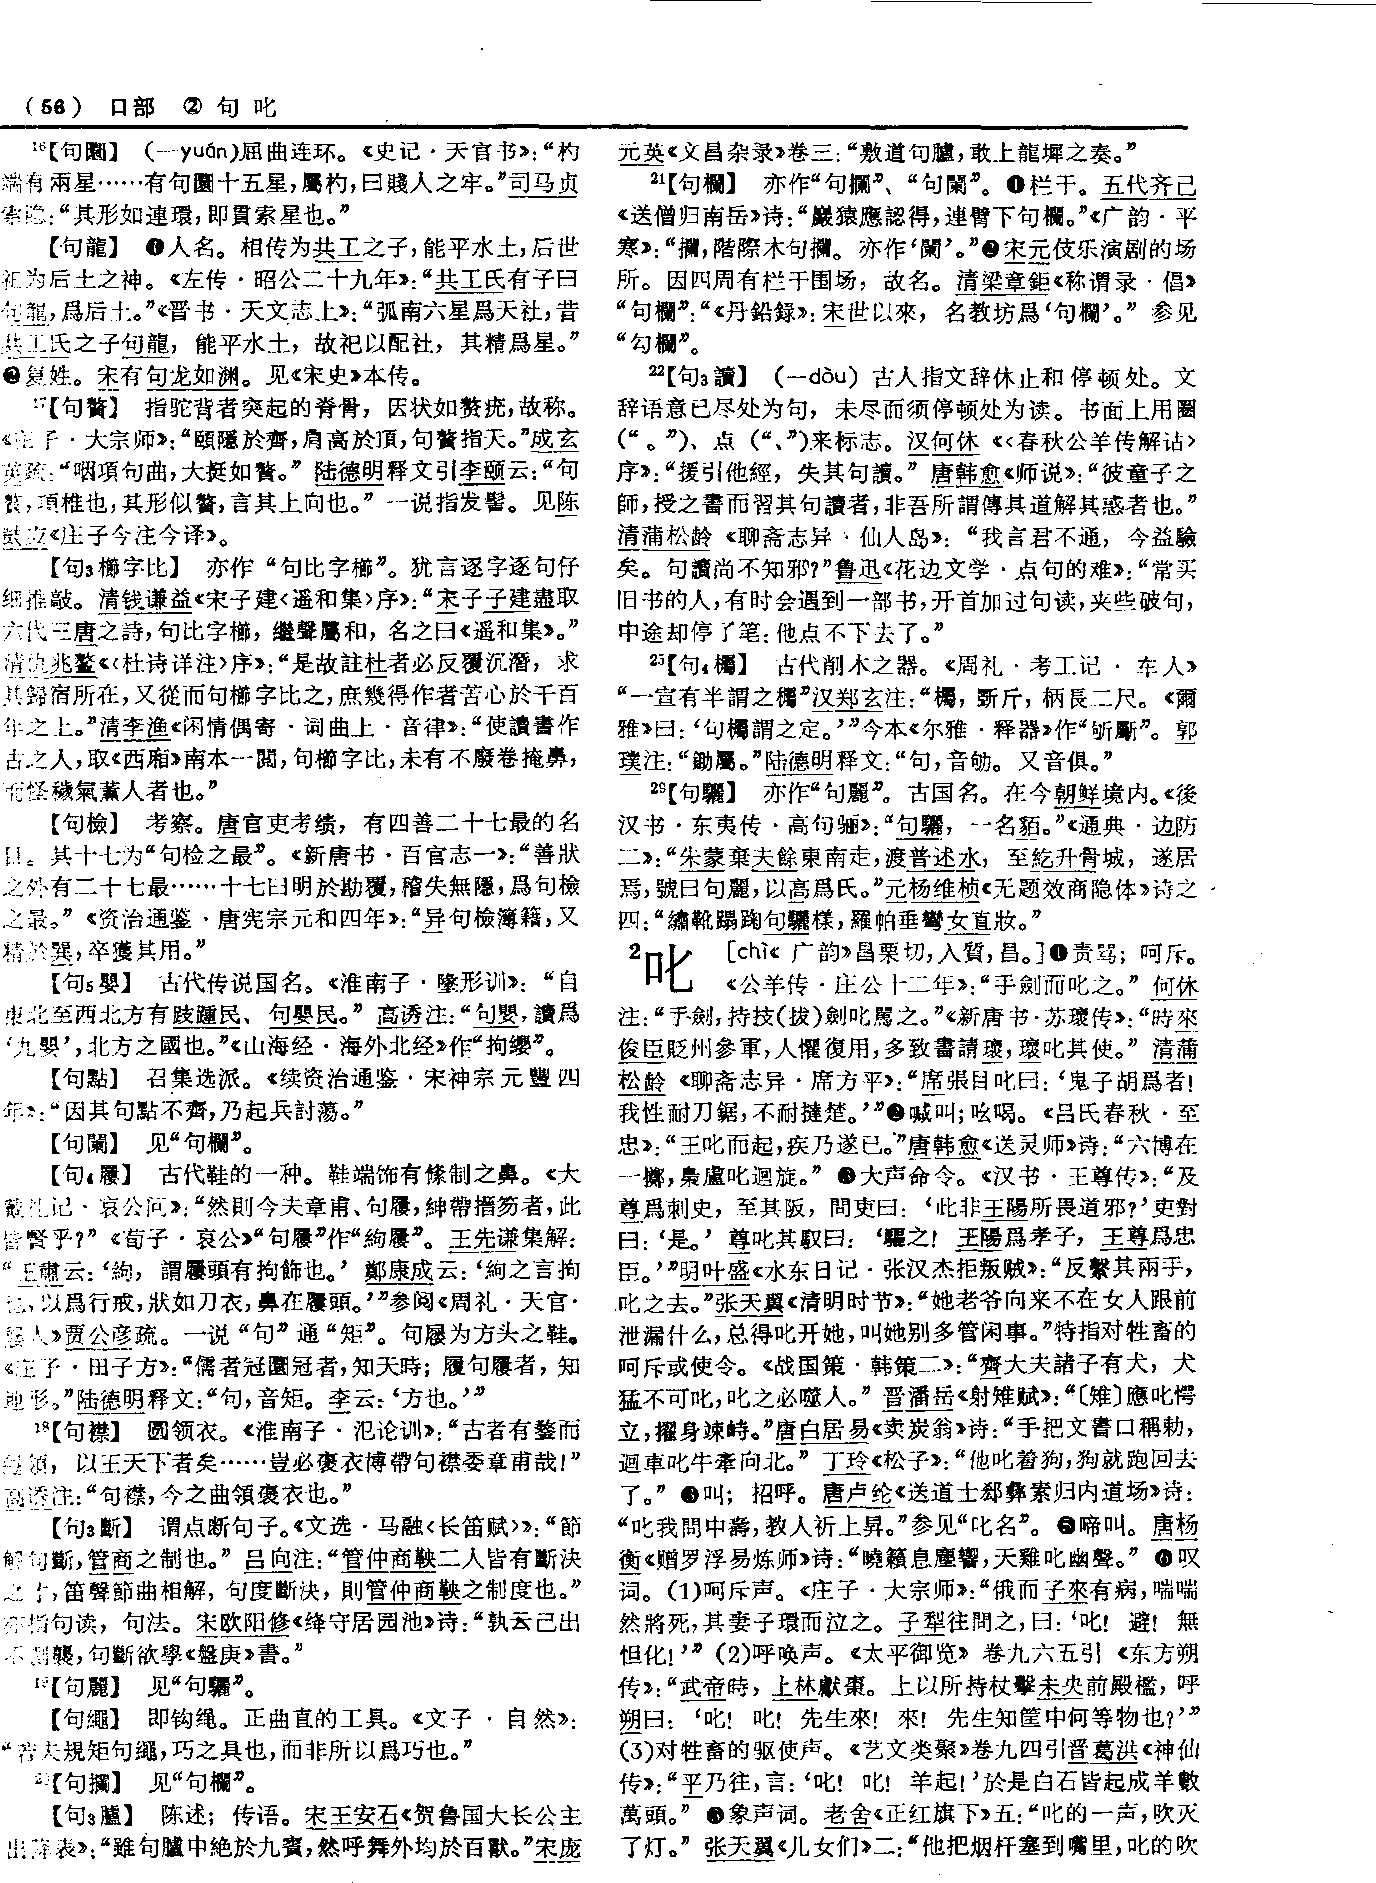 （56） 口部 ② 句 叱
¹⁶【句圜】 （—yuán)屈曲连环。《史记·天官书》：“杓
端有兩星……有句圜十五星，屬杓，曰賤人之牢。”司马贞
索隐：“其形如連環，即貫索星也。”
【句龍】 ❶人名。相传为共工之子，能平水土，后世
祀为后土之神。《左传·昭公二十九年》：“共工氏有子曰
句龍，爲后土。”《晋书·天文志上》：“弧南六星爲天社，昔
共工氏之子句龍，能平水土，故祀以配社，其精爲星。”
❷复姓。宋有句龙如渊。见《宋史》本传。
¹⁷【句贅】 指驼背者突起的脊骨，因状如赘疣，故称。
《庄子·大宗师》：“頤隱於齊，肩高於頂，句贅指天。”成玄
英疏：“咽項句曲，大挺如贅。”陆德明释文引李颐云：“句
贅，項椎也，其形似贅，言其上向也。”一说指发髻。见陈
鼓应《庄子今注今译》。
【句₃櫛字比】 亦作“句比字櫛”。犹言逐字逐句仔
细推敲。清钱谦益《宋子建〈遥和集〉序》：“宋子子建盡取
六代三唐之詩，句比字櫛，繼聲屬和，名之曰《遥和集》。”
清仇兆鳌《〈杜诗详注〉序》：“是故註杜者必反覆沉潛，求
其歸宿所在，又從而句櫛字比之，庶幾得作者苦心於千百
年之上。”清李渔《闲情偶寄·词曲上·音律》：“使讀書作
古之人，取《西廂》南本一閲，句櫛字比，未有不廢卷掩鼻，
而怪穢氣薰人者也。”
【句檢】 考察。唐官吏考绩，有四善二十七最的名
目。其十七为“句检之最”。《新唐书·百官志一》：“善狀
之外有二十七最……十七曰明於勘覆，稽失無隱，爲句檢
之最。”《资治通鉴·唐宪宗元和四年》：“异句檢簿籍，又
精於巽，卒獲其用。”
【句₅嬰】 古代传说国名。《淮南子·墬形训》：“自
東北至西北方有跂踵民、句嬰民。”高诱注：“句嬰，讀爲
‘九嬰’，北方之國也。”《山海经·海外北经》作“拘缨”。
【句點】 召集选派。《续资治通鉴·宋神宗元豐四
年》：“因其句點不齊，乃起兵討蕩。”
【句闌】 见“句欄”。
【句₄屨】 古代鞋的一种。鞋端饰有絛制之鼻。《大
戴礼记·哀公问》：“然則今夫章甫、句屨，紳帶搢笏者，此
皆賢乎？”《荀子·哀公》“句屨”作“絇屨”。王先谦集解：
“王肅云：‘絇，謂屨頭有拘飾也。’鄭康成云：‘絇之言拘
也，以爲行戒，狀如刀衣，鼻在屨頭。’”参阅《周礼·天官·
屨人》贾公彦疏。一说“句”通“矩”。句屨为方头之鞋。
《庄子·田子方》：“儒者冠圜冠者，知天時；履句屨者，知
地形。”陆德明释文：“句，音矩。李云：‘方也。’”
¹⁸【句襟】 圆领衣。《淮南子·氾论训》：“古者有鍪而
綣領，以王天下者矣……豈必褒衣博帶句襟委章甫哉！”
高诱注：“句襟，今之曲領褒衣也。”
【句₃斷】 谓点断句子。《文选·马融〈长笛赋〉》：“節
解句斷，管商之制也。”吕向注：“管仲商鞅二人皆有斷決
之才，笛聲節曲相解，句度斷決，則管仲商鞅之制度也。”
亦指句读，句法。宋欧阳修《绛守居园池》诗：“孰云己出
不剽襲，句斷欲學《盤庚》書。”
¹⁹【句麗】 见“句驪”。
【句繩】 即钩绳。正曲直的工具。《文子·自然》：
“若夫規矩句繩，巧之具也，而非所以爲巧也。”
²⁰【句攔】 见“句欄”。
【句₃臚】 陈述；传语。宋王安石《贺鲁国大长公主
出降表》：“雖句臚中絶於九賓，然呼舞外均於百獸。”宋庞
元英《文昌杂录》卷三：“敷道句臚，敢上龍墀之奏。”
²¹【句欄】 亦作“句攔”、“句闌”。❶栏干。五代齐己
《送僧归南岳》诗：“巖猿應認得，連臂下句欄。”《广韵·平
寒》：“攔，階際木句攔。亦作‘闌’。”❷宋元伎乐演剧的场
所。因四周有栏干围场，故名。清梁章鉅《称谓录·倡》
“句欄”：“《丹鉛録》：宋世以來，名教坊爲‘句欄’。”参见
“勾欄”。
²²【句₃讀】 （—dòu） 古人指文辞休止和停顿处。文
辞语意已尽处为句，未尽而须停顿处为读。书面上用圈
（“。”）、点（“、”）来标志。汉何休《〈春秋公羊传解诂〉
序》：“援引他經，失其句讀。”唐韩愈《师说》：“彼童子之
師，授之書而習其句讀者，非吾所謂傳其道解其惑者也。”
清蒲松龄《聊斋志异·仙人岛》：“我言君不通，今益驗
矣。句讀尚不知邪？”鲁迅《花边文学·点句的难》：“常买
旧书的人，有时会遇到一部书，开首加过句读，夹些破句，
中途却停了笔：他点不下去了。”
²⁵【句₄欘】 古代削木之器。《周礼·考工记·车人》
“一宣有半謂之欘”汉郑玄注：“欘，斲斤，柄長二尺。《爾
雅》曰：‘句欘謂之定。’”今本《尔雅·释器》作“斪斸”。郭
璞注：“鋤屬。”陆德明释文：“句，音劬。又音俱。”
²⁹【句驪】 亦作“句麗”。古国名。在今朝鲜境内。《後
汉书·东夷传·高句骊》：“句驪，一名貊。”《通典·边防
二》：“朱蒙棄夫餘東南走，渡普述水，至紇升骨城，遂居
焉，號曰句麗，以高爲氏。”元杨维桢《无题效商隐体》诗之
四：“繡靴蹋踘句驪樣，羅帕垂彎女直妝。”
²叱 ［chì《广韵》昌栗切，入質，昌。］❶责骂；呵斥。
《公羊传·庄公十二年》：“手劍而叱之。”何休
注：“手劍，持技（拔）劍叱罵之。”《新唐书·苏瓌传》：“時來
俊臣貶州參軍，人懼復用，多致書請瓌，瓌叱其使。”清蒲
松龄《聊斋志异·席方平》：“席張目叱曰：‘鬼子胡爲者！
我性耐刀鋸，不耐撻楚。’”❷喊叫；吆喝。《吕氏春秋·至
忠》：“王叱而起，疾乃遂已。”唐韩愈《送灵师》诗：“六博在
一擲，梟盧叱迴旋。”❸大声命令。《汉书·王尊传》：“及
尊爲刺史，至其阪，問吏曰：‘此非王陽所畏道邪？’吏對
曰：‘是。’尊叱其馭曰：‘驅之！王陽爲孝子，王尊爲忠
臣。’”明叶盛《水东日记·张汉杰拒叛贼》：“反繫其兩手，
叱之去。”张天翼《清明时节》：“她老爷向来不在女人跟前
泄漏什么，总得叱开她，叫她别多管闲事。”特指对牲畜的
呵斥或使令。《战国策·韩策二》：“齊大夫諸子有犬，犬
猛不可叱，叱之必噬人。”晋潘岳《射雉赋》：“〔雉〕應叱愕
立，擢身竦峙。”唐白居易《卖炭翁》诗：“手把文書口稱勅，
迴車叱牛牽向北。”丁玲《松子》：“他叱着狗，狗就跑回去
了。”❹叫；招呼。唐卢纶《送道士郄彝素归内道场》诗：
“叱我問中壽，教人祈上昇。”参见“叱名”。❺啼叫。唐杨
衡《赠罗浮易炼师》诗：“曉籟息塵響，天雞叱幽聲。”❻叹
词。(1)呵斥声。《庄子·大宗师》：“俄而子來有病，喘喘
然將死，其妻子環而泣之。子犁往問之，曰：‘叱！避！無
怛化！’”(2)呼唤声。《太平御览》卷九六五引《东方朔
传》：“武帝時，上林獻棗。上以所持杖擊未央前殿檻，呼
朔曰：‘叱！叱！先生來！來！先生知筐中何等物也？’”
(3)对牲畜的驱使声。《艺文类聚》卷九四引晋葛洪《神仙
传》：“平乃往，言：‘叱！叱！羊起！’於是白石皆起成羊數
萬頭。”❼象声词。老舍《正红旗下》五：“叱的一声，吹灭
了灯。”张天翼《儿女们》二：“他把烟杆塞到嘴里，叱的吹